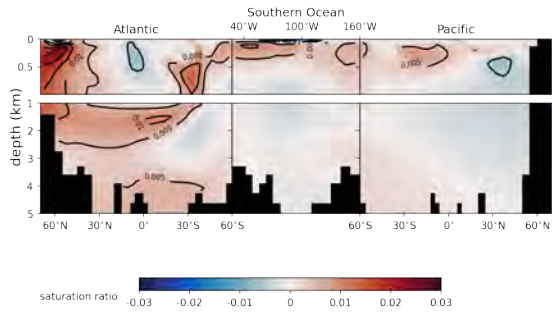 Southern Ocean
Atlantic 40°W 100°W 160°W Pacific
0
0.5
depth (km)
1
2
3
4
5
0.01
0.005
0.005
0.005
0.005
60°N 30°N 0° 30°S 60°S 60°S 30°S 0° 30°N 60°N
saturation ratio
-0.03 -0.02 -0.01 0 0.01 0.02 0.03